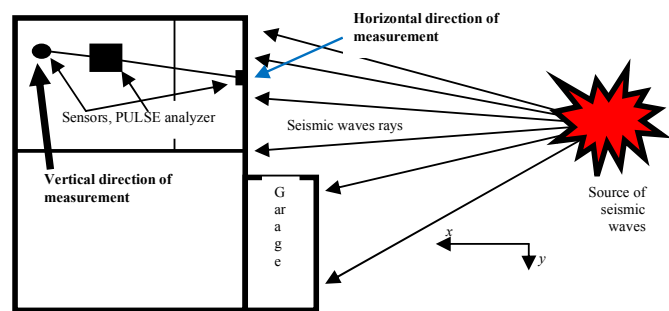 Horizontal direction of
measurement
Sensors, PULSE analyzer
Seismic waves rays
Vertical direction of
measurement
G
ar
a
g
e
Source of
seismic
waves
x
y